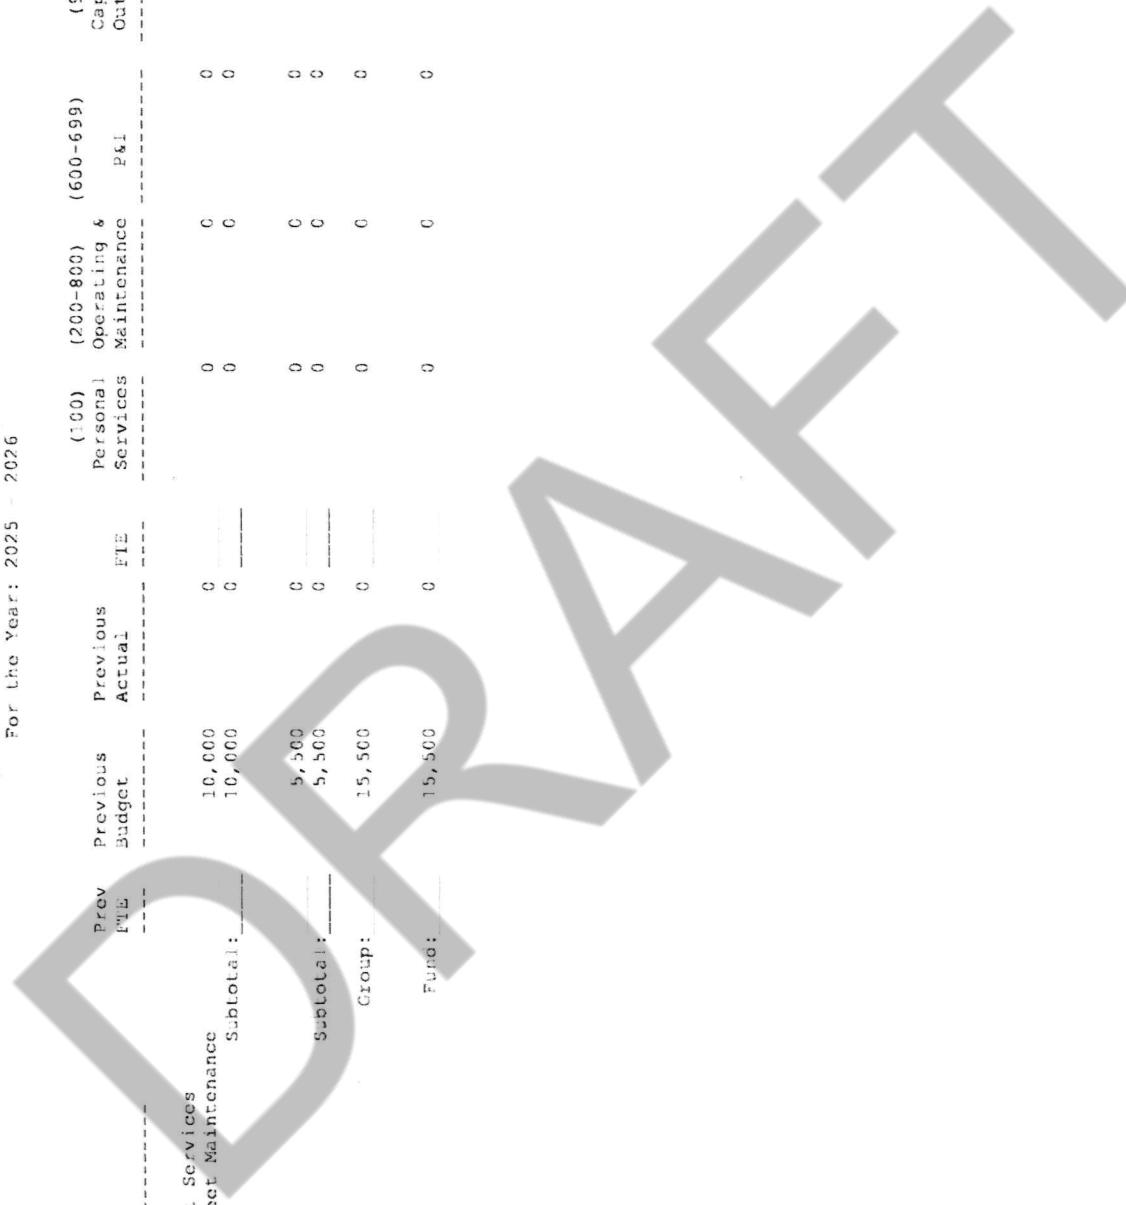 For the Year: 2025 - 2026
(100) (200-800) (600-699)
Prev Previous Previous Personal Operating &
FTE Budget Actual FTE Services Maintenance P&I
Services
Maintenance 10,000 0 0 0 0
Subtotal: 10,000 0 0 0 0
5,500 0 0 0 0
Subtotal: 5,500 0 0 0 0
Group: 15,500 0 0 0 0
Fund: 15,500 0 0 0 0
DRAFT